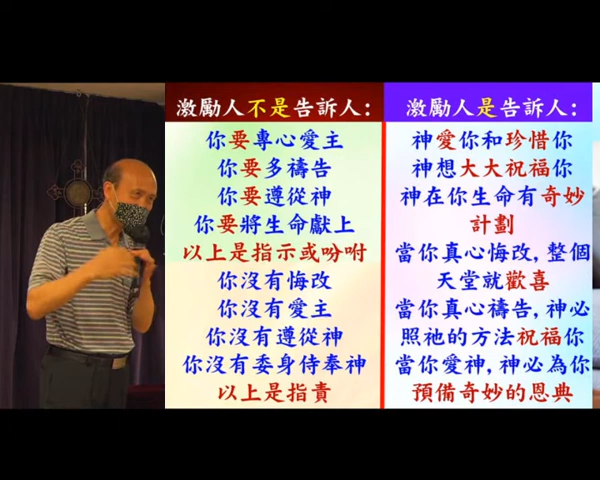 激勵人不是告訴人:
你要專心愛主
你要多禱告
你要遵從神
你要將生命獻上
以上是指示或吩咐
你沒有悔改
你沒有愛主
你沒有遵從神
你沒有委身侍奉神
以上是指責
激勵人是告訴人:
神愛你和珍惜你
神想大大祝福你
神在你生命有奇妙
計劃
當你真心悔改,整個
天堂就歡喜
當你真心禱告,神必
照祂的方法祝福你
當你愛神,神必為你
預備奇妙的恩典